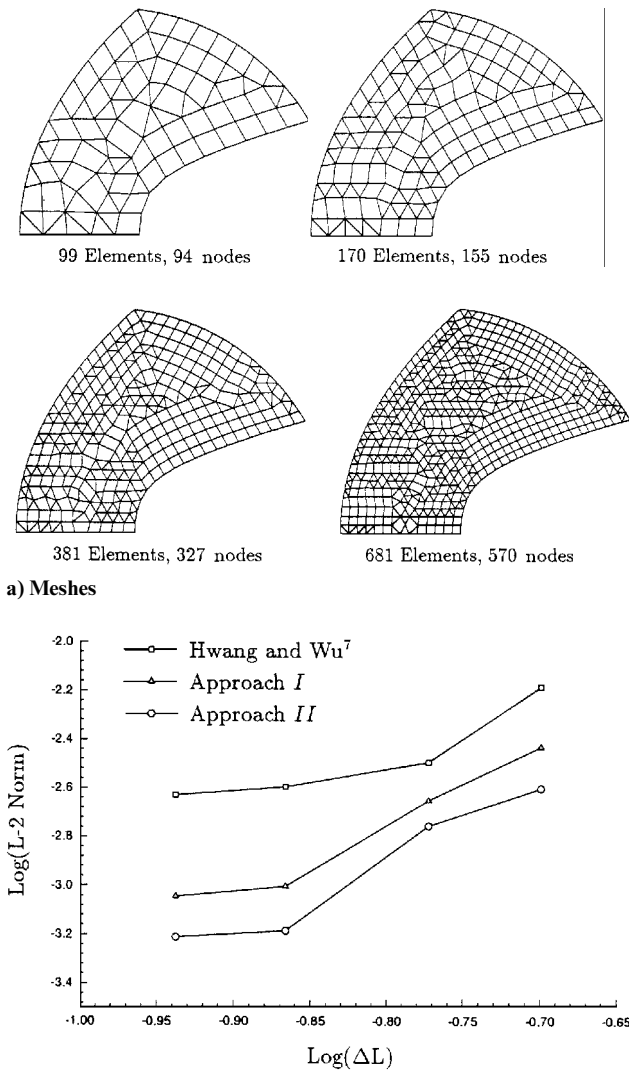 99 Elements, 94 nodes
170 Elements, 155 nodes
381 Elements, 327 nodes
681 Elements, 570 nodes
a) Meshes
Hwang and Wu⁷
Approach I
Approach II
Log(L-2 Norm)
-2.0
-2.2
-2.4
-2.6
-2.8
-3.0
-3.2
-3.4
-1.00
-0.95
-0.90
-0.85
-0.80
-0.75
-0.70
-0.65
Log(ΔL)